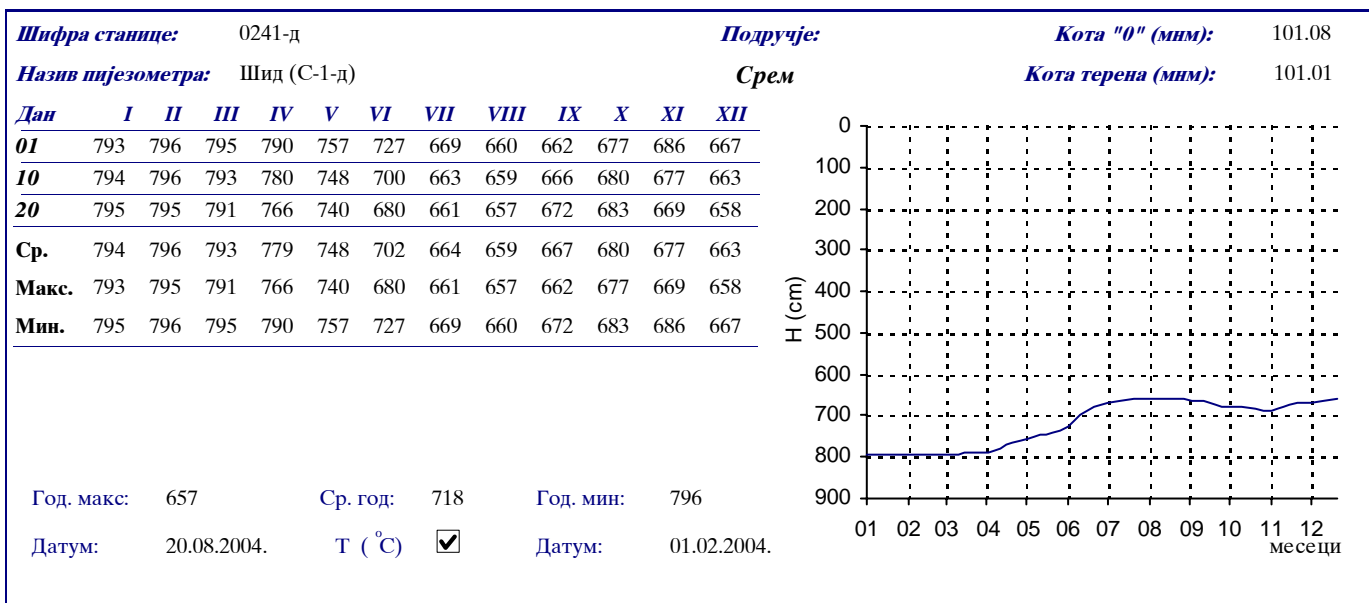 Шифра станице: 0241-д Подручје: Кота "0" (мнм): 101.08
Назив пијезометра: Шид (С-1-д) Срем Кота терена (мнм): 101.01
Дан I II III IV V VI VII VIII IX X XI XII
01 793 796 795 790 757 727 669 660 662 677 686 667
10 794 796 793 780 748 700 663 659 666 680 677 663
20 795 795 791 766 740 680 661 657 672 683 669 658
Ср. 794 796 793 779 748 702 664 659 667 680 677 663
Макс. 793 795 791 766 740 680 661 657 662 677 669 658
Мин. 795 796 795 790 757 727 669 660 672 683 686 667
0
100
200
300
400
500
600
700
800
900
H (cm)
01 02 03 04 05 06 07 08 09 10 11 12
месеци
Год. макс: 657 Ср. год: 718 Год. мин: 796
Датум: 20.08.2004. Т (°С) Датум: 01.02.2004.